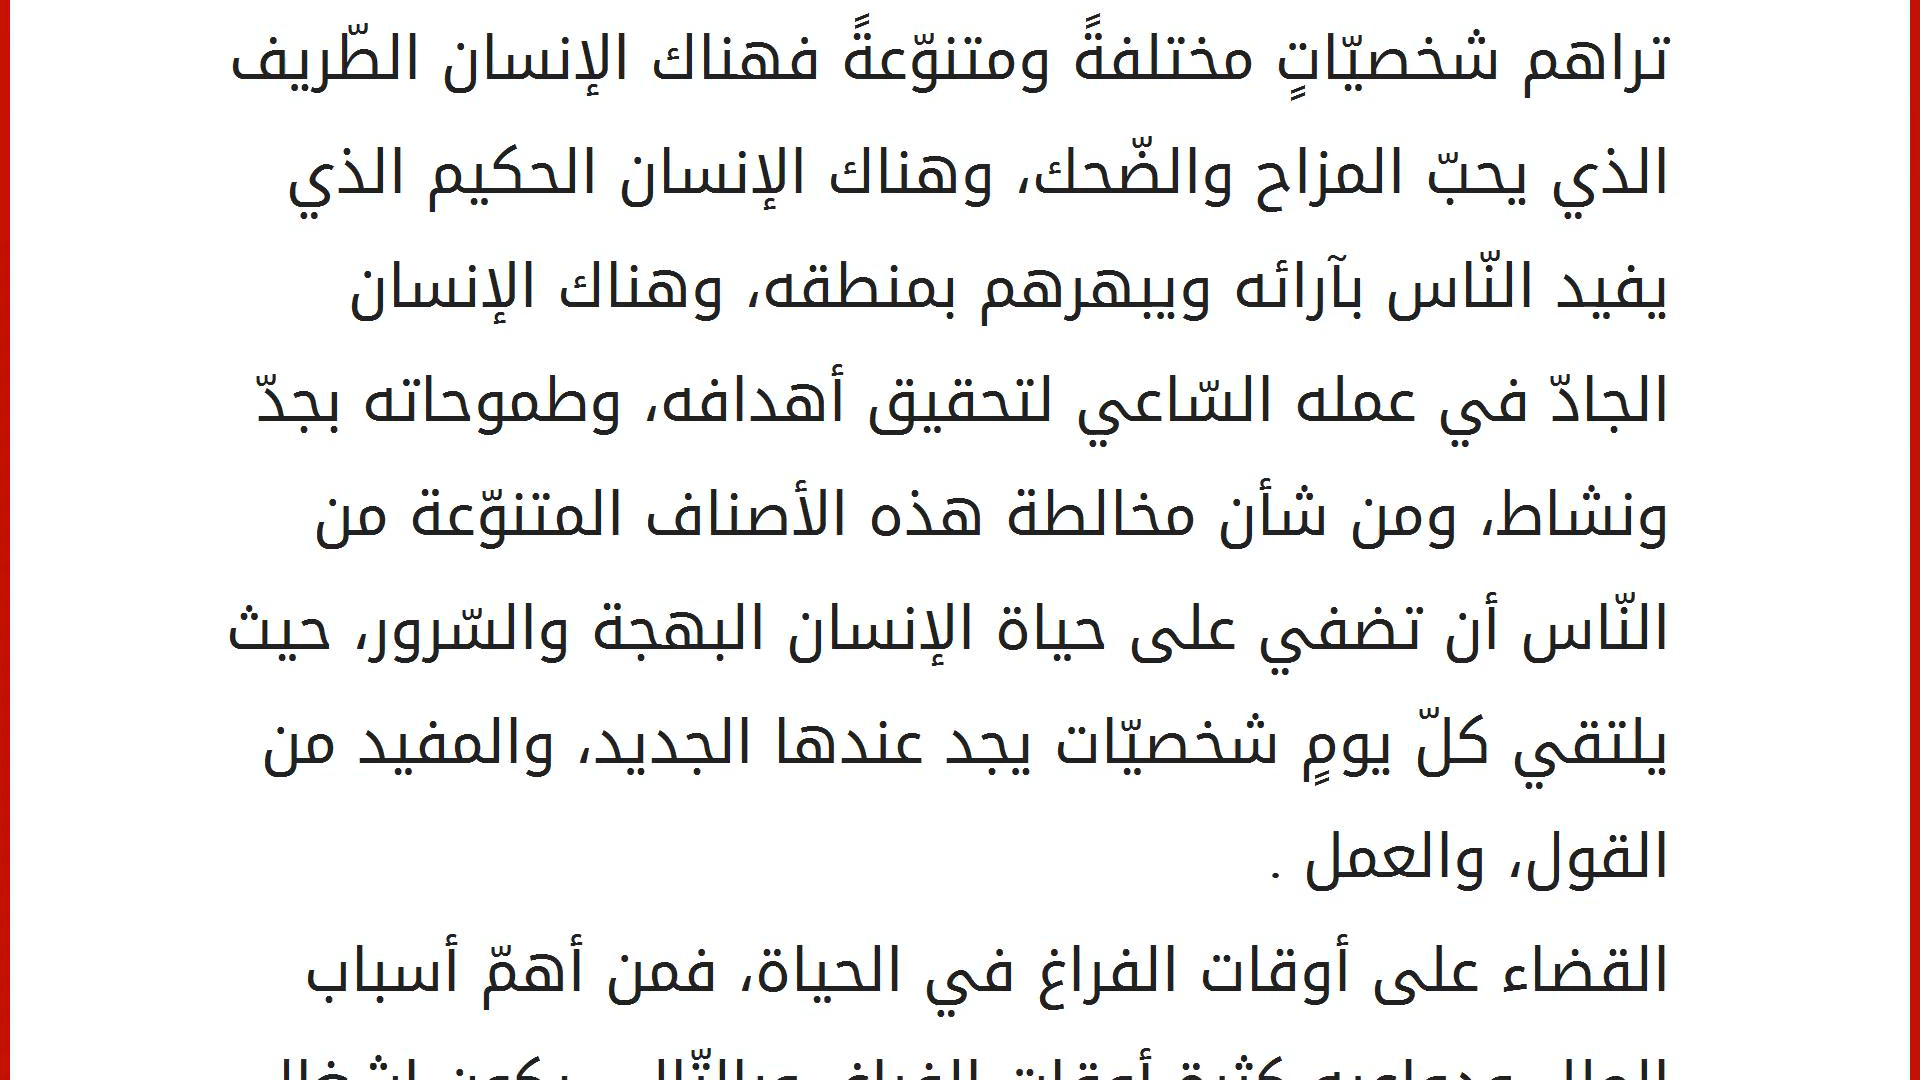 تراهم شخصيّاتٍ مختلفةً ومتنوّعةً فهناك الإنسان الطّريف
الذي يحبّ المزاح والضّحك، وهناك الإنسان الحكيم الذي
يفيد النّاس بآرائه ويبهرهم بمنطقه، وهناك الإنسان
الجادّ في عمله السّاعي لتحقيق أهدافه، وطموحاته بجدّ
ونشاط، ومن شأن مخالطة هذه الأصناف المتنوّعة من
النّاس أن تضفي على حياة الإنسان البهجة والسّرور، حيث
يلتقي كلّ يومٍ شخصيّات يجد عندها الجديد، والمفيد من
القول، والعمل .
القضاء على أوقات الفراغ في الحياة، فمن أهمّ أسباب
كثرة أوقات الفراغ